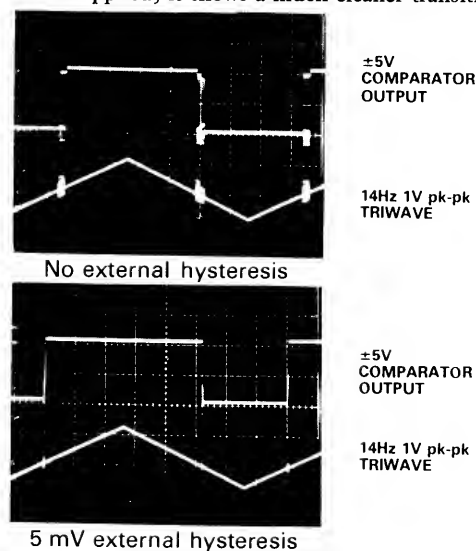 ±5V
COMPARATOR
OUTPUT
14Hz 1V pk-pk
TRIWAVE
No external hysteresis
±5V
COMPARATOR
OUTPUT
14Hz 1V pk-pk
TRIWAVE
5 mV external hysteresis